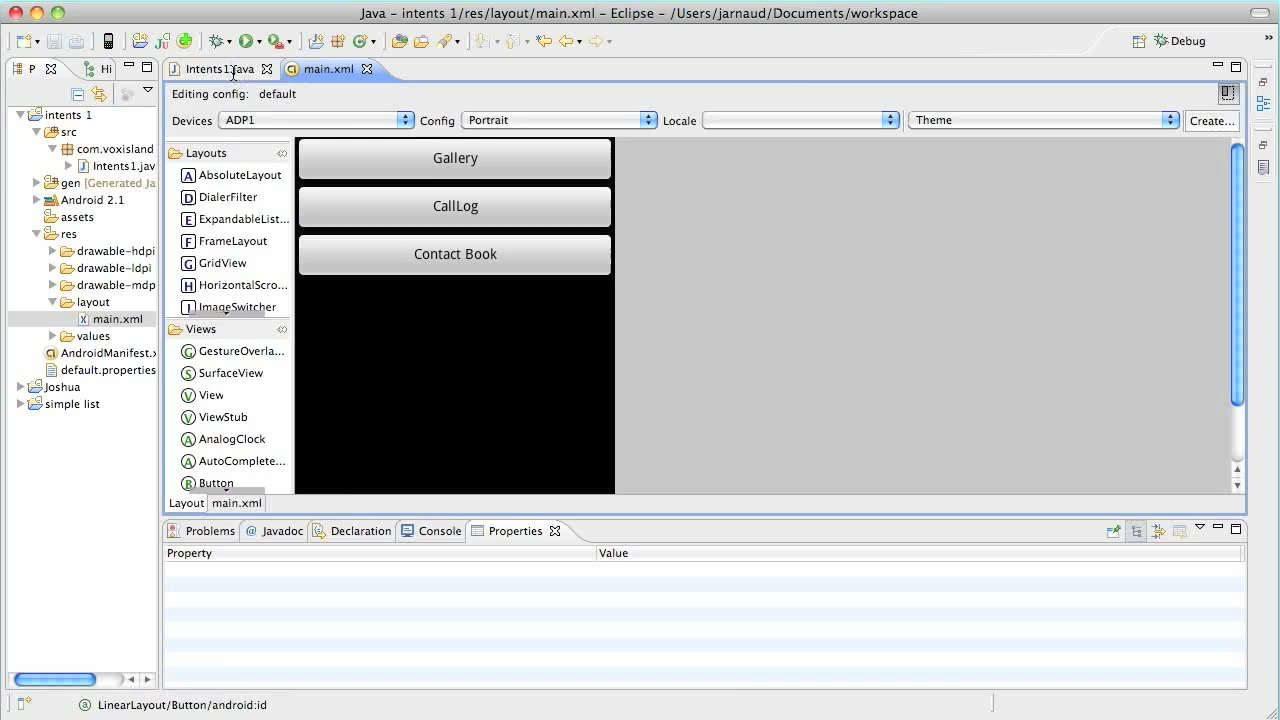 Java - intents 1/res/layout/main.xml - Eclipse - /Users/jarnaud/Documents/workspace
Debug
»
P
Hi
Intents1.java
main.xml
Editing config: default
Devices ADP1 Config Portrait Locale Theme Create...
intents 1
src
com.voxisland
Intents1.jav
gen [Generated Ja
Android 2.1
assets
res
drawable-hdpi
drawable-ldpi
drawable-mdp
layout
main.xml
values
AndroidManifest.x
default.properties
Joshua
simple list
Layouts
A AbsoluteLayout
D DialerFilter
E ExpandableList...
F FrameLayout
G GridView
H HorizontalScro...
I ImageSwitcher
Views
G GestureOverla...
S SurfaceView
V View
V ViewStub
A AnalogClock
A AutoComplete...
B Button
Gallery
CallLog
Contact Book
Layout main.xml
Problems @ Javadoc Declaration Console Properties
Property Value
LinearLayout/Button/android:id